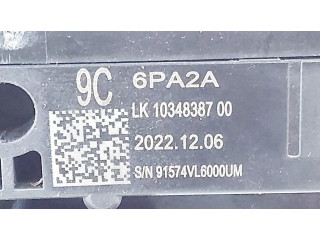 9C 6PA2A
LK 10348387 00
2022.12.06
S/N 91574VL6000UM